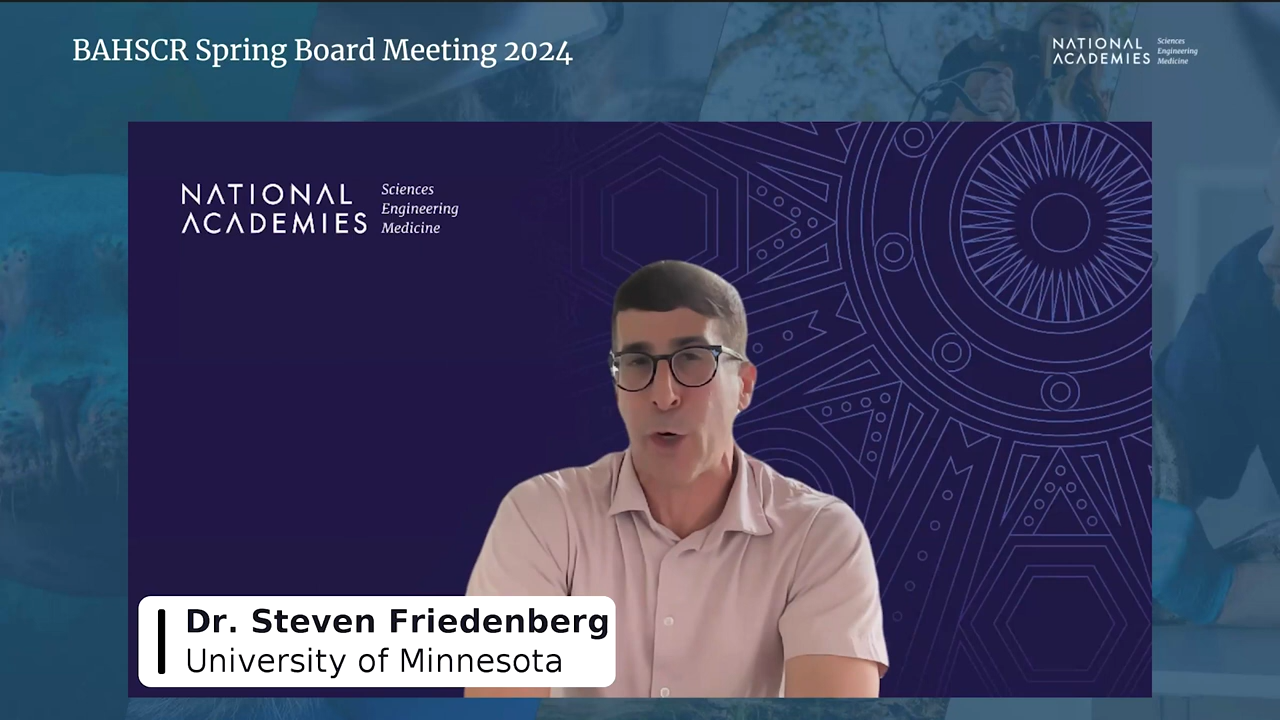 BAHSCR Spring Board Meeting 2024
NATIONAL ACADEMIES
Sciences
Engineering
Medicine
NATIONAL
ACADEMIES
Sciences
Engineering
Medicine
Dr. Steven Friedenberg
University of Minnesota